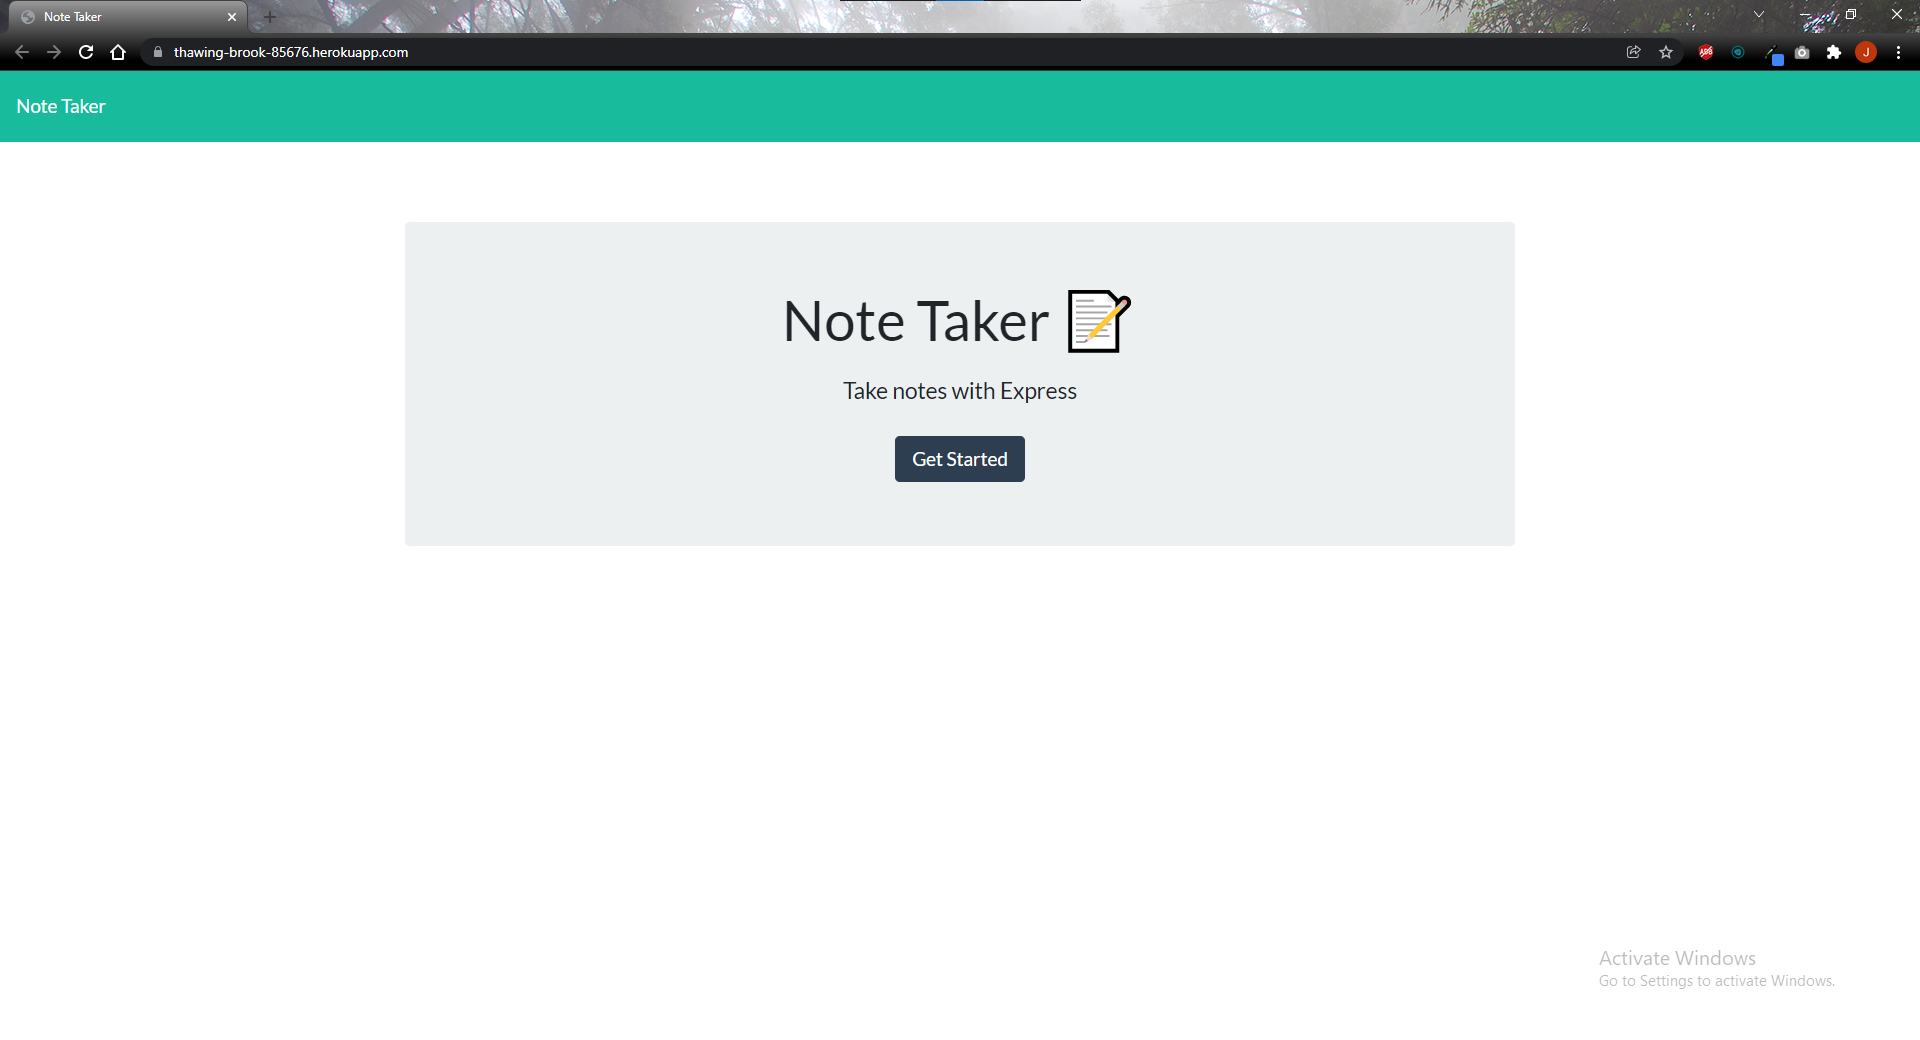 Note Taker
thawing-brook-85676.herokuapp.com
J
Note Taker
Note Taker
Take notes with Express
Get Started
Activate Windows
Go to Settings to activate Windows.